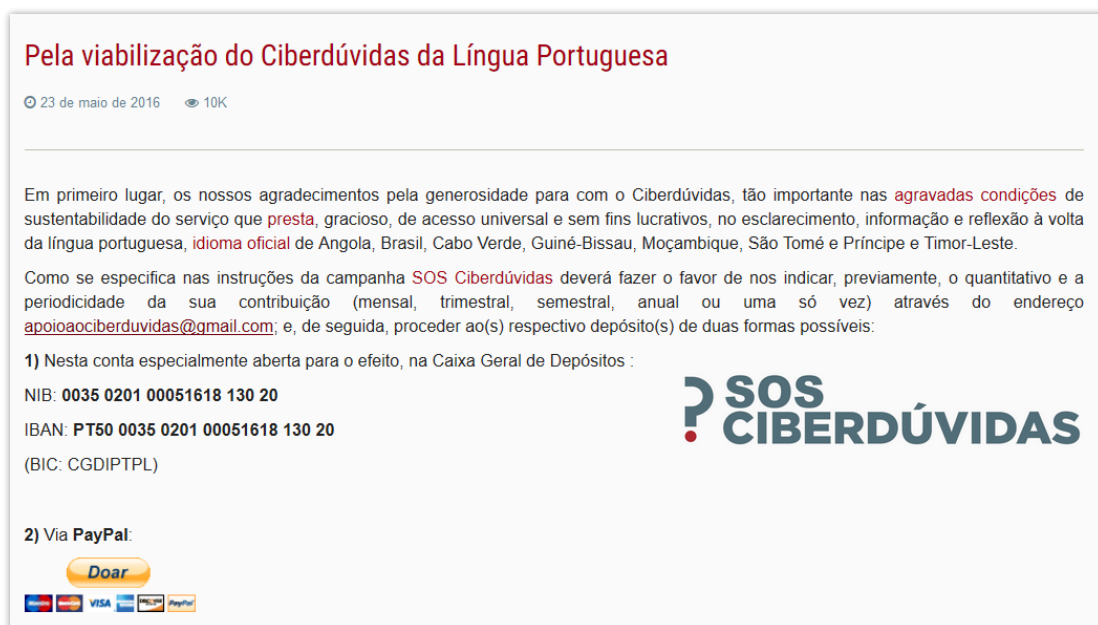 Pela viabilização do Ciberdúvidas da Língua Portuguesa
23 de maio de 2016 10K
Em primeiro lugar, os nossos agradecimentos pela generosidade para com o Ciberdúvidas, tão importante nas agravadas condições de
sustentabilidade do serviço que presta, gracioso, de acesso universal e sem fins lucrativos, no esclarecimento, informação e reflexão à volta
da língua portuguesa, idioma oficial de Angola, Brasil, Cabo Verde, Guiné-Bissau, Moçambique, São Tomé e Príncipe e Timor-Leste.
Como se especifica nas instruções da campanha SOS Ciberdúvidas deverá fazer o favor de nos indicar, previamente, o quantitativo e a
periodicidade da sua contribuição (mensal, trimestral, semestral, anual ou uma só vez) através do endereço
apoioaociberduvidas@gmail.com; e, de seguida, proceder ao(s) respectivo depósito(s) de duas formas possíveis:
1) Nesta conta especialmente aberta para o efeito, na Caixa Geral de Depósitos :
NIB: 0035 0201 00051618 130 20
IBAN: PT50 0035 0201 00051618 130 20
(BIC: CGDIPTPL)
? SOS
CIBERDÚVIDAS
2) Via PayPal:
Doar
VISA PayPal